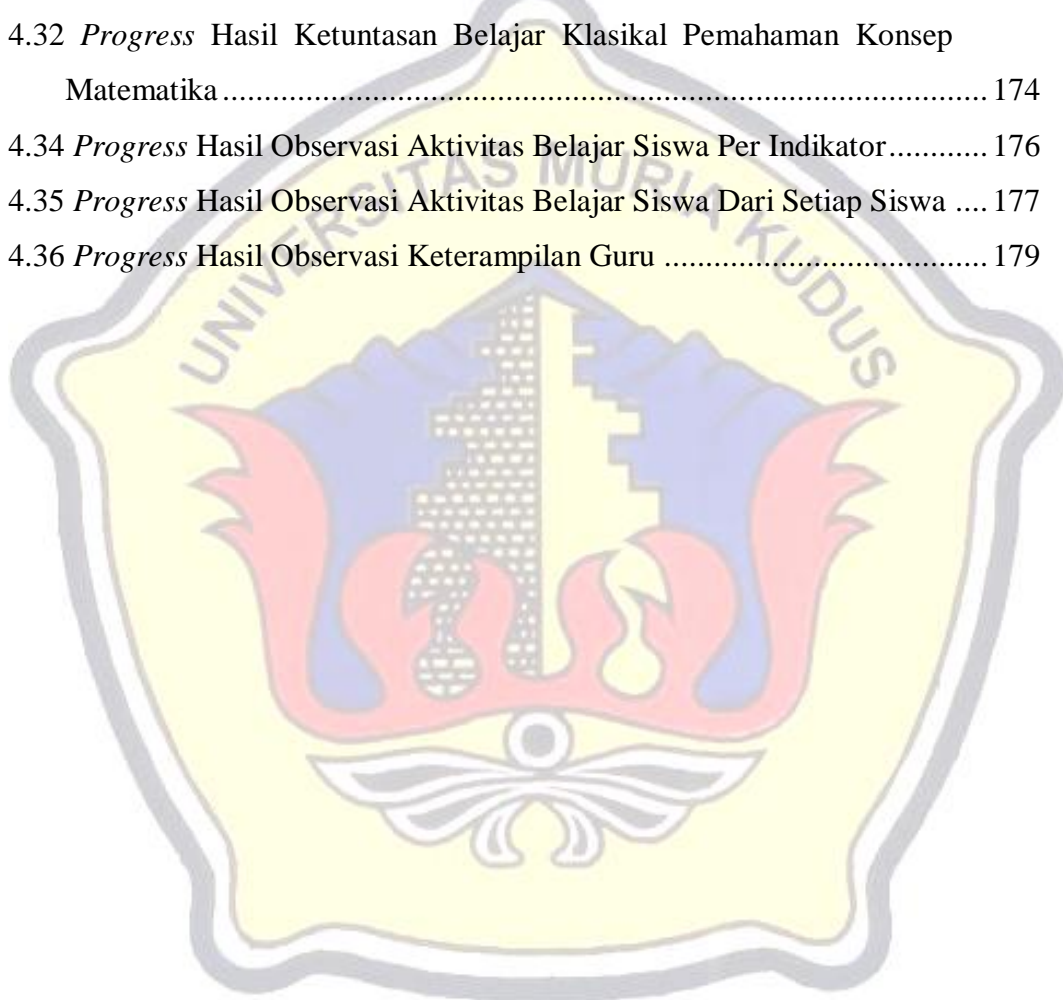 4.32 Progress Hasil Ketuntasan Belajar Klasikal Pemahaman Konsep
Matematika ............................................................................................. 174
4.34 Progress Hasil Observasi Aktivitas Belajar Siswa Per Indikator ............ 176
4.35 Progress Hasil Observasi Aktivitas Belajar Siswa Dari Setiap Siswa .... 177
4.36 Progress Hasil Observasi Keterampilan Guru ....................................... 179
UNIVERSITAS MURIA KUDUS